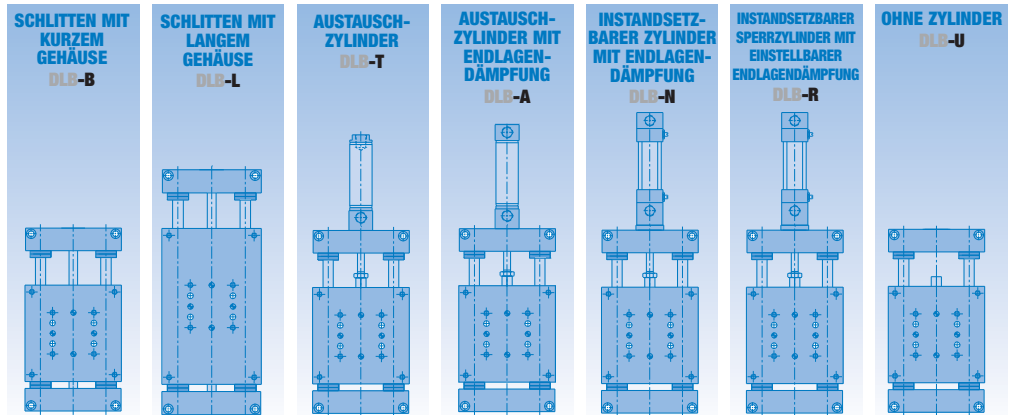 SCHLITTEN MIT
KURZEM
GEHÄUSE
DLB-B
SCHLITTEN MIT
LANGEM
GEHÄUSE
DLB-L
AUSTAUSCH-
ZYLINDER
DLB-T
AUSTAUSCH-
ZYLINDER MIT
ENDLAGEN-
DÄMPFUNG
DLB-A
INSTANDSETZ-
BARER ZYLINDER
MIT ENDLAGEN-
DÄMPFUNG
DLB-N
INSTANDSETZBARER
SPERRZYLINDER MIT
EINSTELLBARER
ENDLAGENDÄMPFUNG
DLB-R
OHNE ZYLINDER
DLB-U